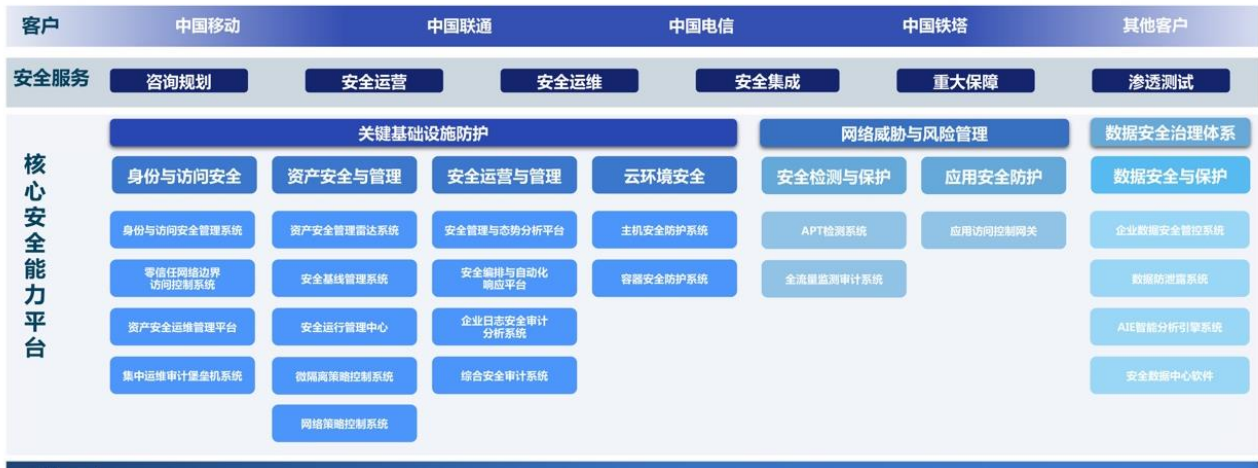 客户
中国移动
中国联通
中国电信
中国铁塔
其他客户
安全服务
咨询规划
安全运营
安全运维
安全集成
重大保障
渗透测试
核心安全能力平台
关键基础设施防护
网络威胁与风险管理
数据安全治理体系
身份与访问安全
资产安全与管理
安全运营与管理
云环境安全
安全检测与保护
应用安全防护
数据安全与保护
身份与访问安全管理系统
资产安全管理雷达系统
安全管理与态势分析平台
主机安全防护系统
APT检测系统
应用访问控制网关
企业数据安全管控系统
零信任网络边界
访问控制系统
安全基线管理系统
安全编排与自动化
响应平台
容器安全防护系统
全流量监测审计系统
数据防泄露系统
资产安全运维管理平台
安全运行管理中心
企业日志安全审计
分析系统
AIE智能分析引擎系统
集中运维审计堡垒机系统
微隔离策略控制系统
综合安全审计系统
安全数据中心软件
网络策略控制系统